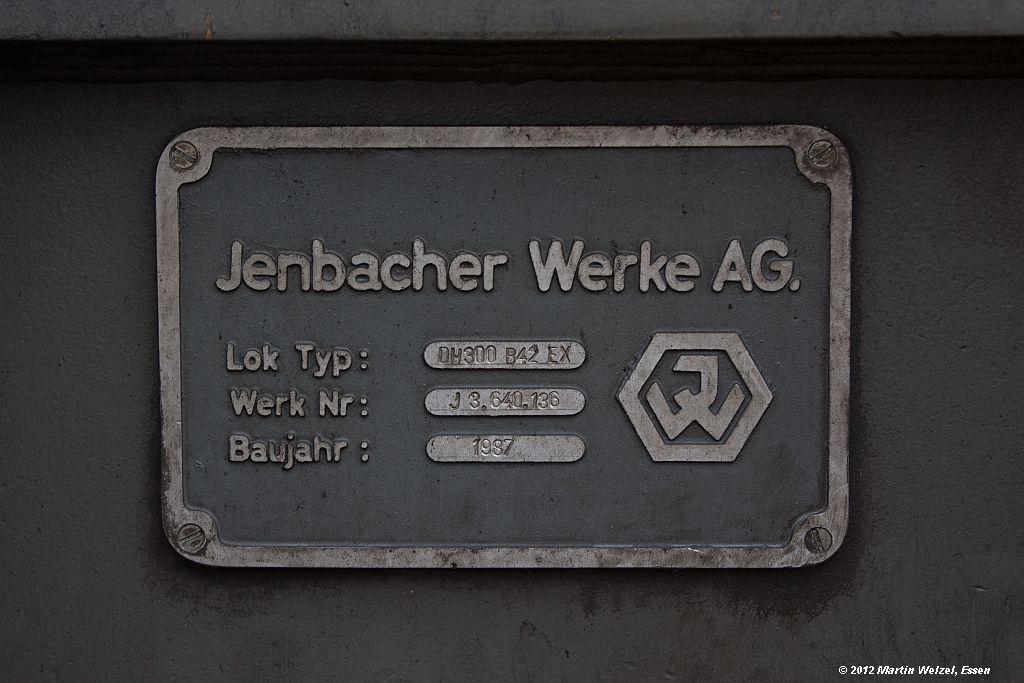 Jenbacher Werke AG.
Lok Typ: DH300 B42 EX
Werk Nr: J 3.640.136
Baujahr: 1987
JW
© 2012 Martin Welzel, Essen